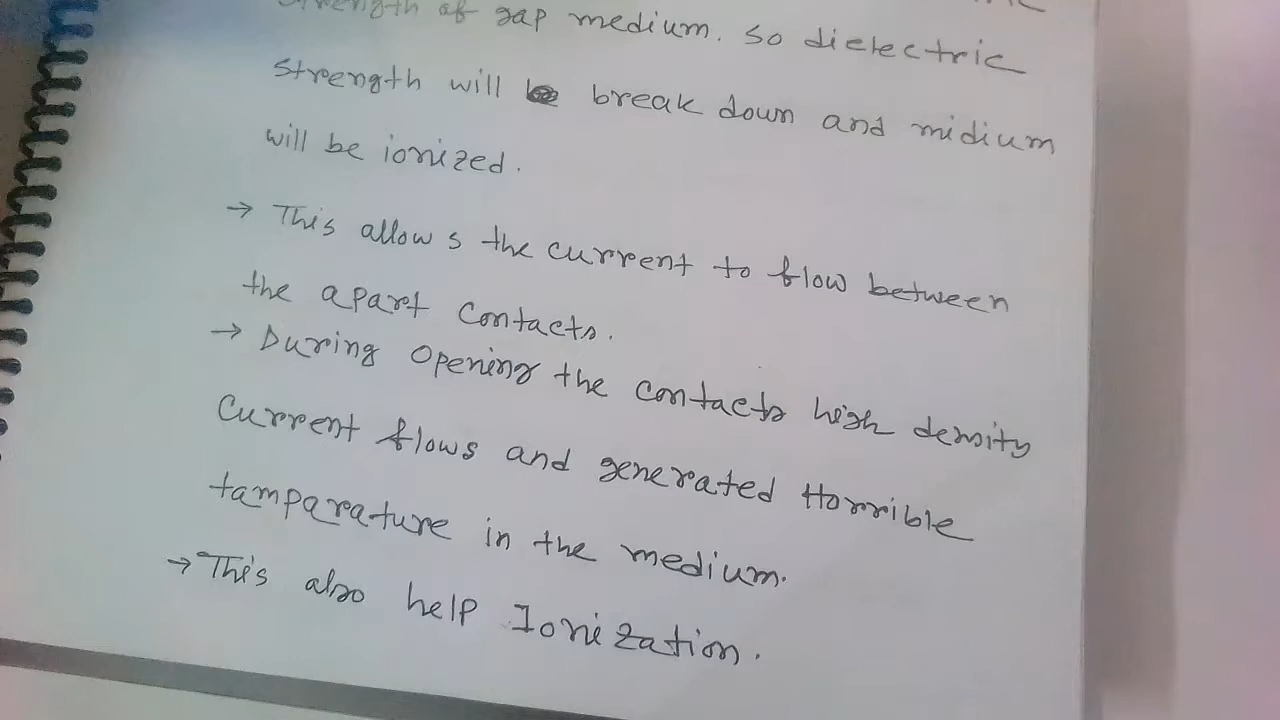 strength of gap medium. so dielectric
strength will break down and midium
will be ionized.
→ This allows the current to flow between
the apart contacts.
→ During opening the contacts high density
current flows and generated Horrible
tamparature in the medium.
→ This also help Ionization.